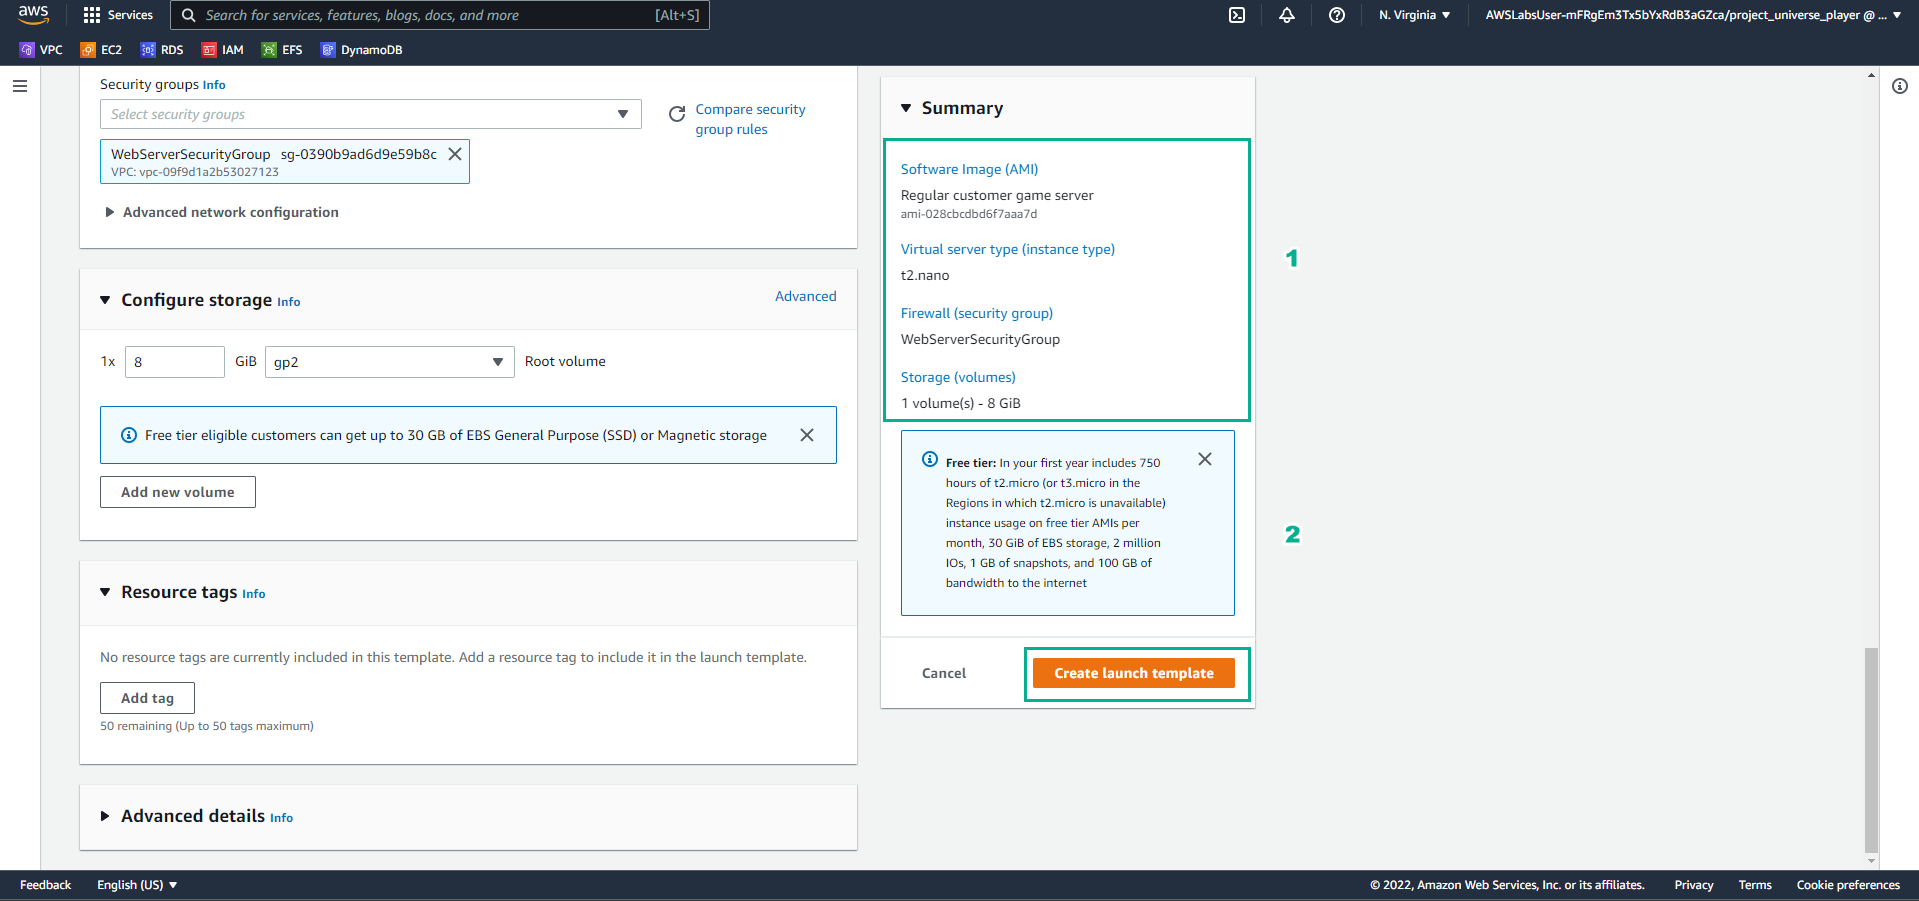 aws
Services
Search for services, features, blogs, docs, and more
[Alt+S]
N. Virginia
AWSLabsUser-mFRgEm3Tx5bYxRdB3aGZca/project_universe_player @ ...
VPC
EC2
RDS
IAM
EFS
DynamoDB
Security groups Info
Select security groups
Compare security
group rules
WebServerSecurityGroup sg-0390b9ad6d9e59b8c
VPC: vpc-09f9d1a2b53027123
Advanced network configuration
Configure storage Info
Advanced
1x
8
GiB
gp2
Root volume
Free tier eligible customers can get up to 30 GB of EBS General Purpose (SSD) or Magnetic storage
Add new volume
Resource tags Info
No resource tags are currently included in this template. Add a resource tag to include it in the launch template.
Add tag
50 remaining (Up to 50 tags maximum)
Advanced details Info
Summary
Software Image (AMI)
Regular customer game server
ami-028cbcdbd6f7aaa7d
Virtual server type (instance type)
t2.nano
Firewall (security group)
WebServerSecurityGroup
Storage (volumes)
1 volume(s) - 8 GiB
1
Free tier: In your first year includes 750
hours of t2.micro (or t3.micro in the
Regions in which t2.micro is unavailable)
instance usage on free tier AMIs per
month, 30 GiB of EBS storage, 2 million
IOs, 1 GB of snapshots, and 100 GB of
bandwidth to the internet
2
Cancel
Create launch template
Feedback
English (US)
© 2022, Amazon Web Services, Inc. or its affiliates.
Privacy
Terms
Cookie preferences